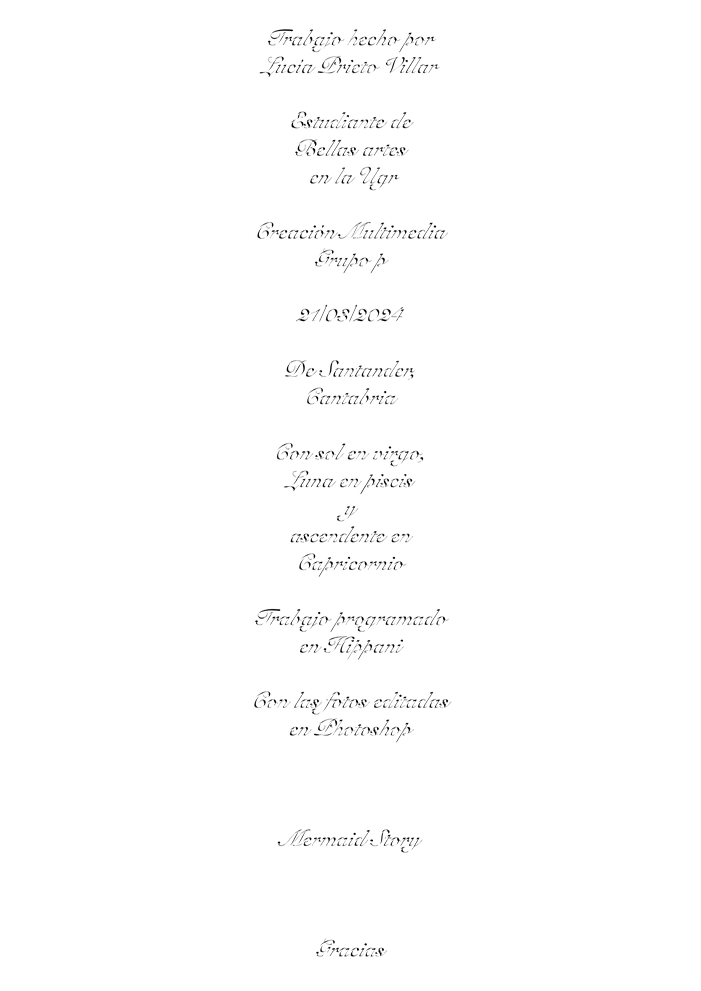 Trabajo hecho por
Lucía Prieto Villar
Estudiante de
Bellas artes
en la Ugr
Creación Multimedia
Grupo p
21/03/2024
De Santander,
Cantabria
Con sol en virgo,
Luna en piscis
y
ascendente en
Capricornio
Trabajo programado
en Hippani
Con las fotos editadas
en Photoshop
Mermaid Story
Gracias